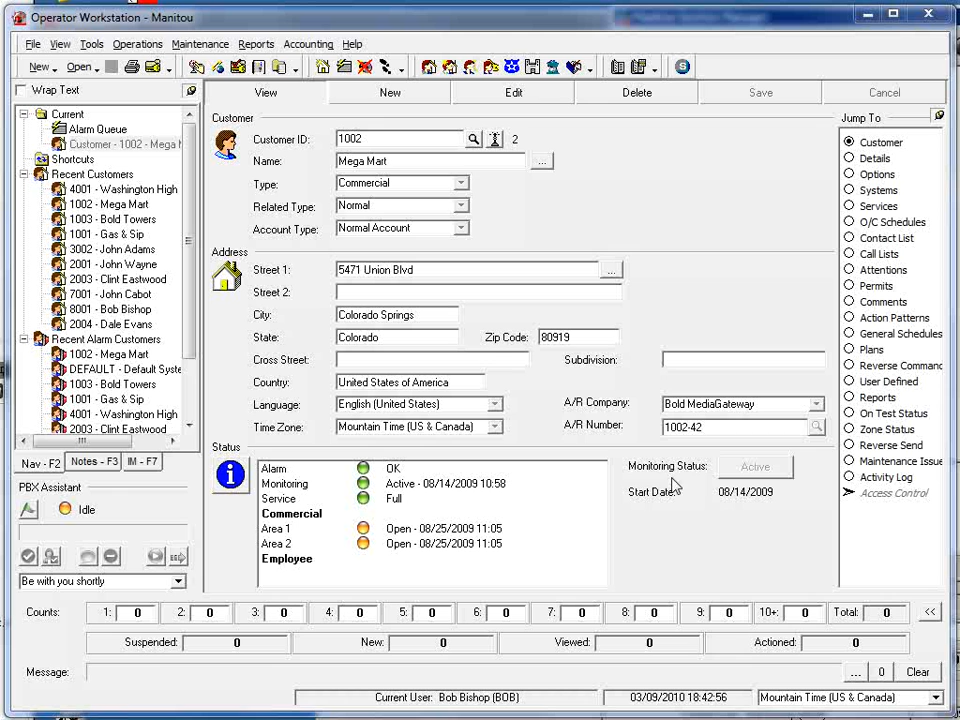 Operator Workstation - Manitou
File View Tools Operations Maintenance Reports Accounting Help
New Open
Wrap Text
Current
Alarm Queue
Customer - 1002 - Mega M
Shortcuts
Recent Customers
4001 - Washington High
1002 - Mega Mart
1003 - Bold Towers
1001 - Gas & Sip
3002 - John Adams
2001 - John Wayne
2003 - Clint Eastwood
7001 - John Cabot
8001 - Bob Bishop
2004 - Dale Evans
Recent Alarm Customers
1002 - Mega Mart
DEFAULT - Default Syste
1003 - Bold Towers
1001 - Gas & Sip
4001 - Washington High
2003 - Clint Eastwood
Nav - F2 Notes - F3 IM - F7
PBX Assistant
Idle
Be with you shortly
View New Edit Delete Save Cancel
Customer
Customer ID: 1002 2
Name: Mega Mart ...
Type: Commercial
Related Type: Normal
Account Type: Normal Account
Address
Street 1: 5471 Union Blvd ...
Street 2:
City: Colorado Springs
State: Colorado Zip Code: 80919
Cross Street: Subdivision:
Country: United States of America
Language: English (United States) A/R Company: Bold MediaGateway
Time Zone: Mountain Time (US & Canada) A/R Number: 1002-42
Status
Alarm OK
Monitoring Active - 08/14/2009 10:58
Service Full
Commercial
Area 1 Open - 08/25/2009 11:05
Area 2 Open - 08/25/2009 11:05
Employee
Monitoring Status: Active
Start Date: 08/14/2009
Jump To
Customer
Details
Options
Systems
Services
O/C Schedules
Contact List
Call Lists
Attentions
Permits
Comments
Action Patterns
General Schedules
Plans
Reverse Commanc
User Defined
Reports
On Test Status
Zone Status
Reverse Send
Maintenance Issue
Activity Log
Access Control
Counts: 1: 0 2: 0 3: 0 4: 0 5: 0 6: 0 7: 0 8: 0 9: 0 10+: 0 Total: 0 <<
Suspended: 0 New: 0 Viewed: 0 Actioned: 0
Message: ... 0 Clear
Current User: Bob Bishop (BOB) 03/09/2010 18:42:56 Mountain Time (US & Canada)